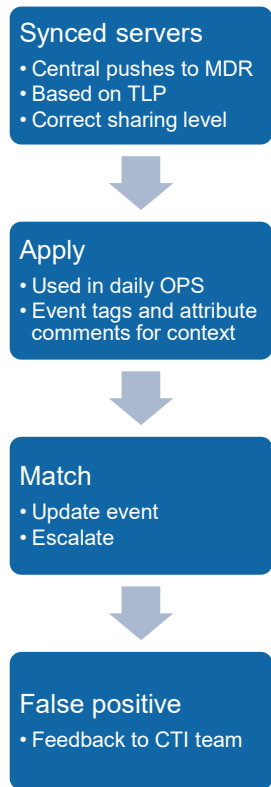 Synced servers
• Central pushes to MDR
• Based on TLP
• Correct sharing level
Apply
• Used in daily OPS
• Event tags and attribute
comments for context
Match
• Update event
• Escalate
False positive
• Feedback to CTI team